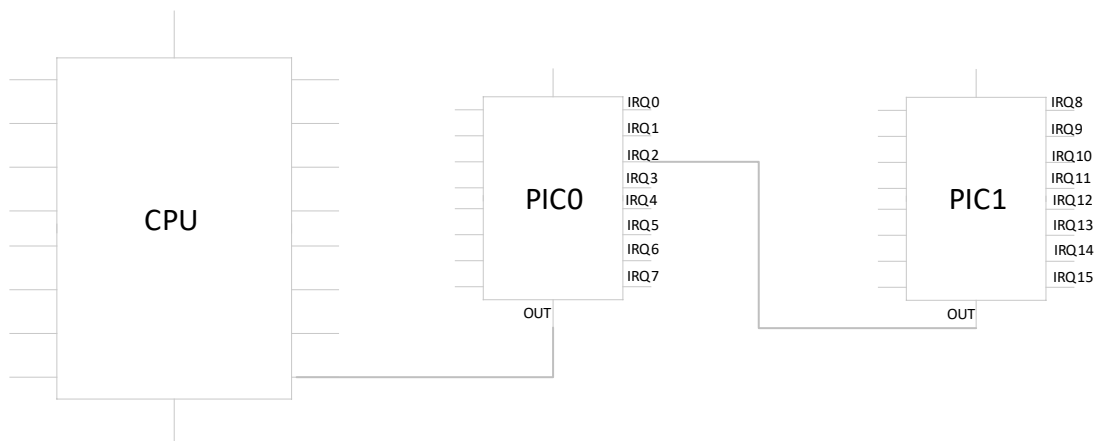 CPU
PIC0
IRQ0
IRQ1
IRQ2
IRQ3
IRQ4
IRQ5
IRQ6
IRQ7
OUT
PIC1
IRQ8
IRQ9
IRQ10
IRQ11
IRQ12
IRQ13
IRQ14
IRQ15
OUT